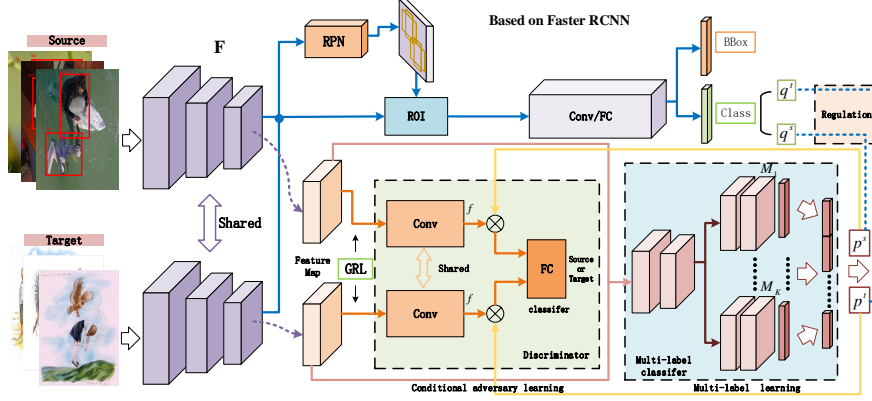 Source
F
RPN
Based on Faster RCNN
BBox
ROI
Conv/FC
Class
q^t
q^s
Regulation
Shared
Target
Feature
Map
GRL
Conv
f
Shared
Conv
f
FC
classifer
Source
or
Target
Discriminator
Conditional adversary learning
M_1
M_K
Multi-label
classifer
Multi-label learning
p^s
p^t